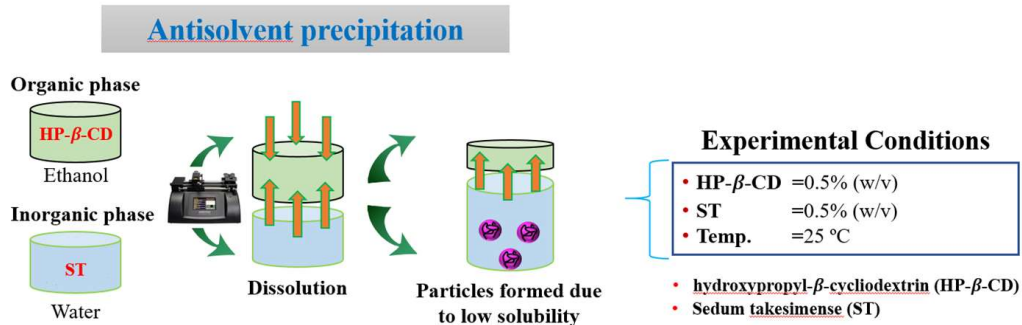 Antisolvent precipitation
Organic phase
HP-β-CD
Ethanol
Inorganic phase
ST
Water
Dissolution
Particles formed due
to low solubility
Experimental Conditions
• HP-β-CD =0.5% (w/v)
• ST =0.5% (w/v)
• Temp. =25 ºC
• hydroxypropyl-β-cycliodextrin (HP-β-CD)
• Sedum takesimense (ST)